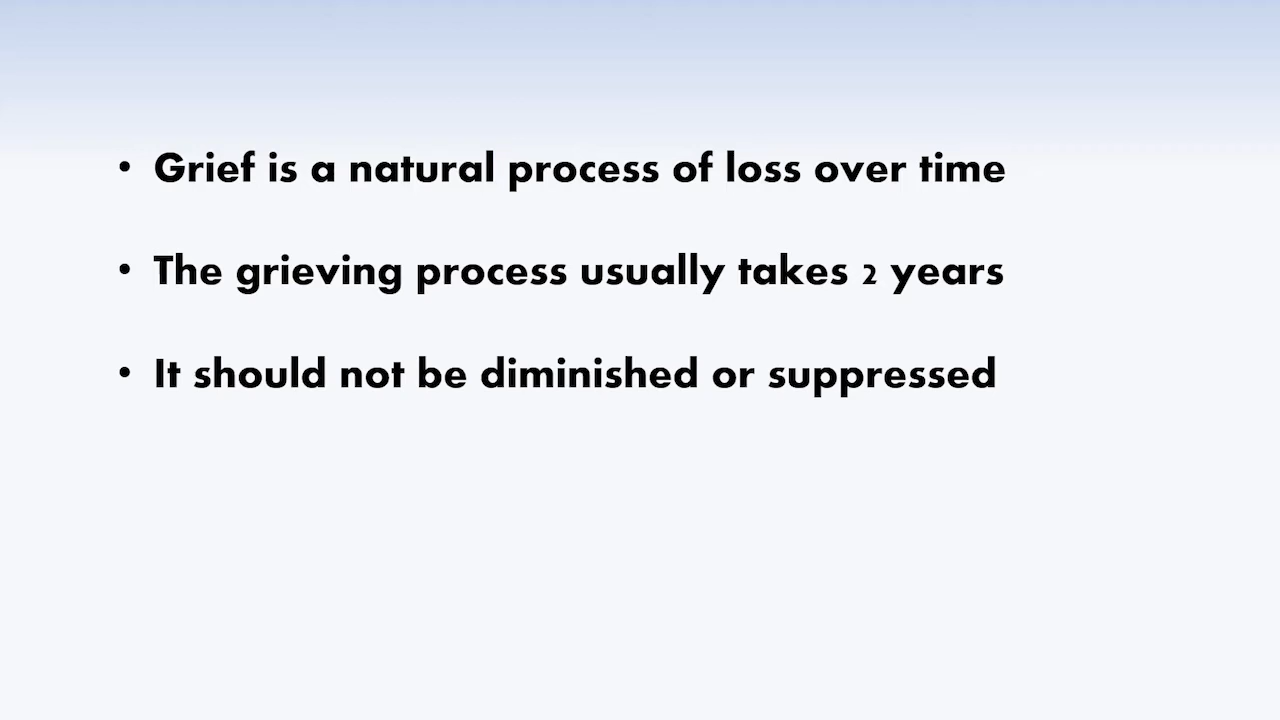 • Grief is a natural process of loss over time
• The grieving process usually takes 2 years
• It should not be diminished or suppressed